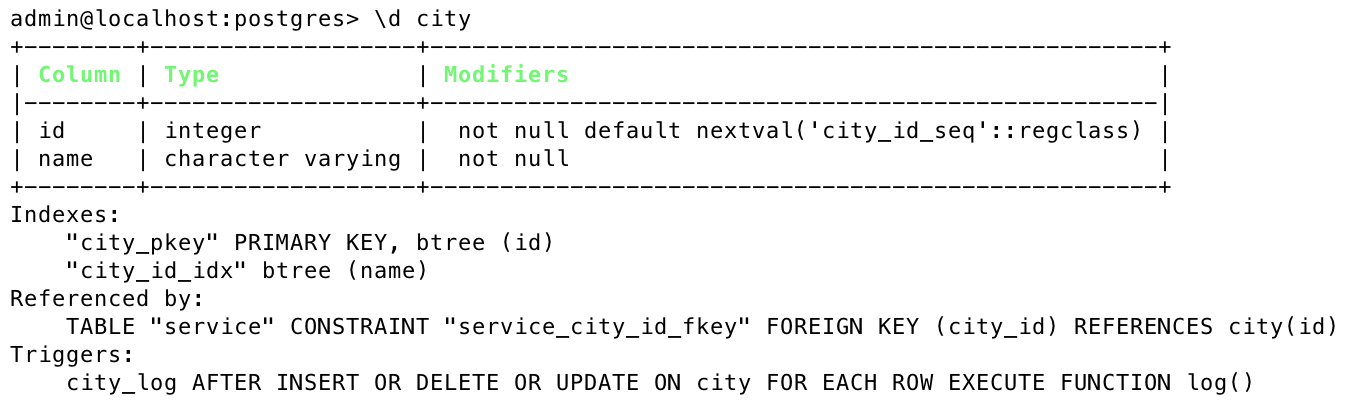 admin@localhost:postgres> \d city
+--------+-------------------+----------------------------------------------------+
| Column | Type              | Modifiers                                          |
|--------+-------------------+----------------------------------------------------|
| id     | integer           |  not null default nextval('city_id_seq'::regclass) |
| name   | character varying |  not null                                          |
+--------+-------------------+----------------------------------------------------+
Indexes:
    "city_pkey" PRIMARY KEY, btree (id)
    "city_id_idx" btree (name)
Referenced by:
    TABLE "service" CONSTRAINT "service_city_id_fkey" FOREIGN KEY (city_id) REFERENCES city(id)
Triggers:
    city_log AFTER INSERT OR DELETE OR UPDATE ON city FOR EACH ROW EXECUTE FUNCTION log()